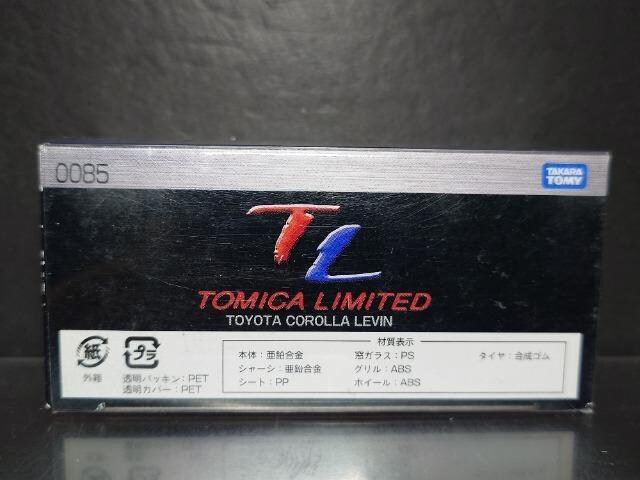 0085
TAKARA TOMY
TL
TOMICA LIMITED
TOYOTA COROLLA LEVIN
材質表示
紙
プラ
外箱
透明パッキン：PET
透明カバー：PET
本体：亜鉛合金
シャーシ：亜鉛合金
シート：PP
窓ガラス：PS
グリル：ABS
ホイール：ABS
タイヤ：合成ゴム